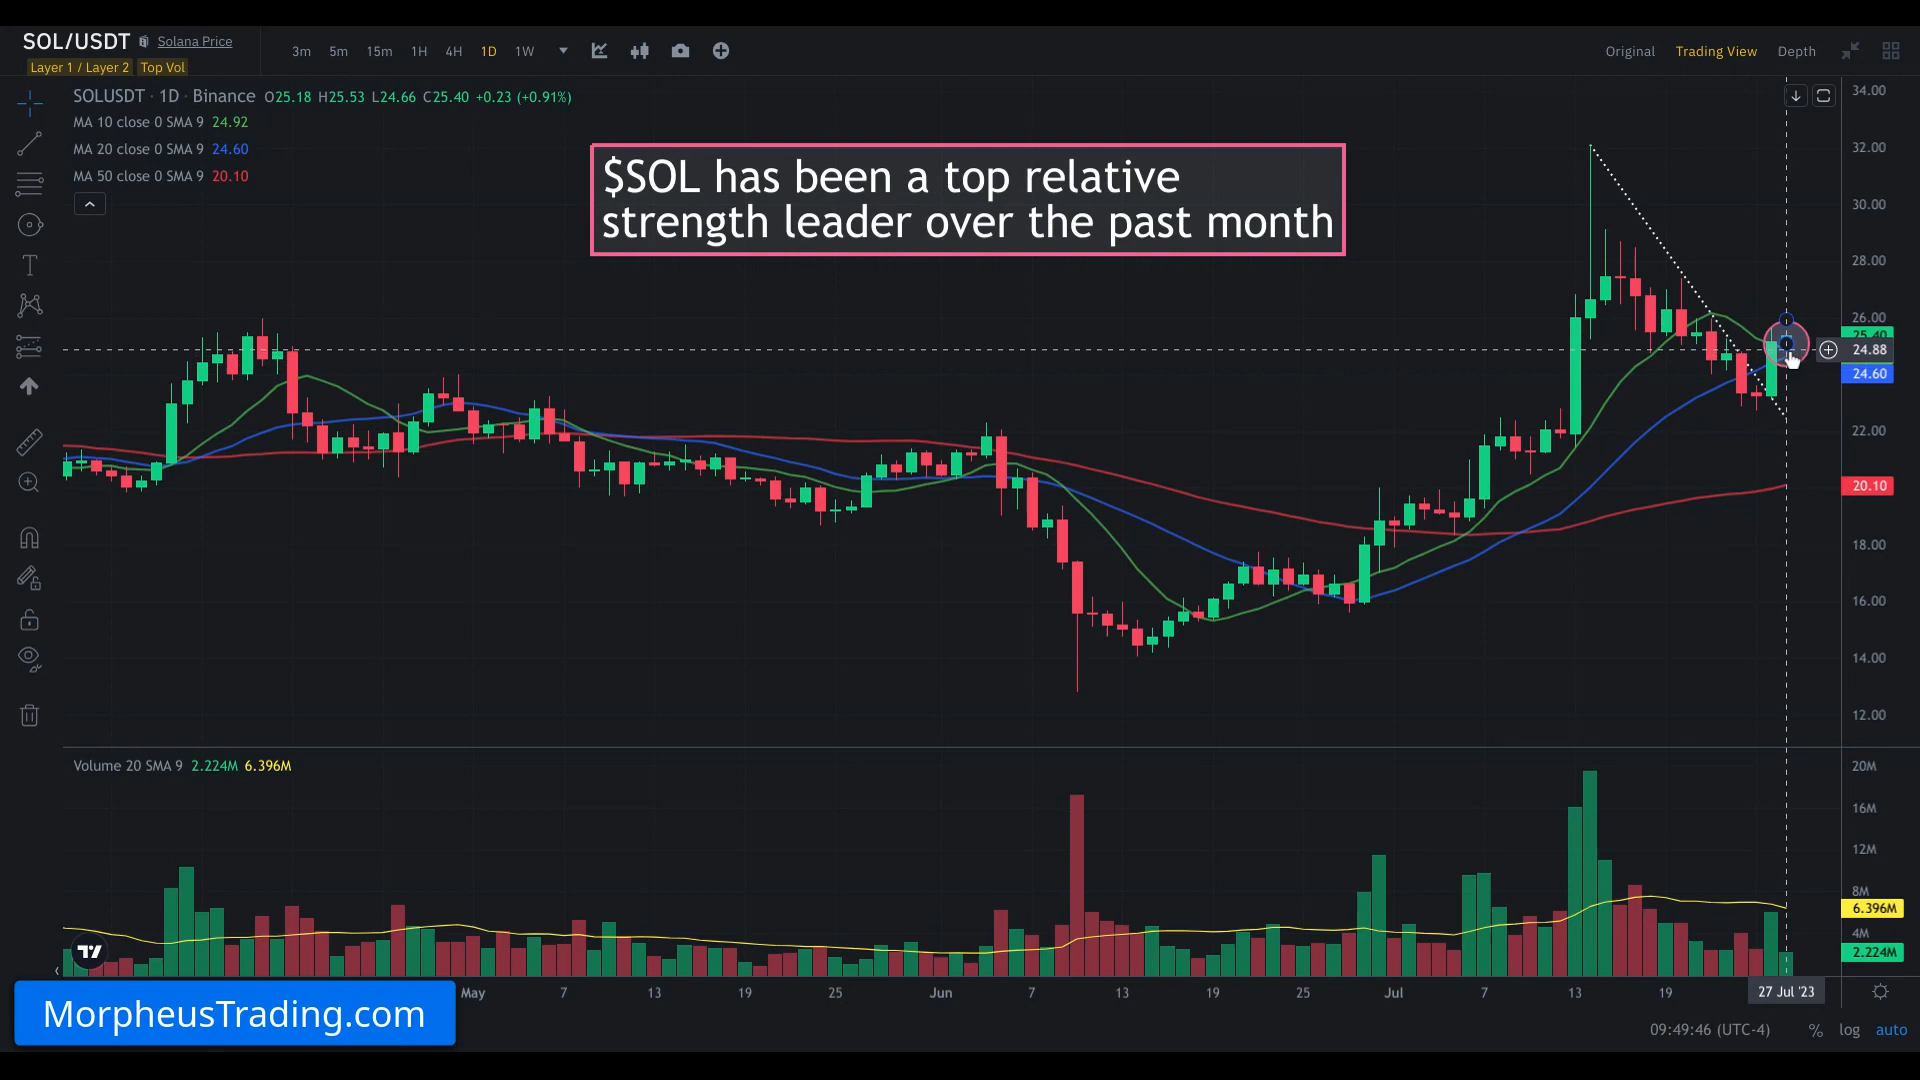 SOL/USDT Solana Price
Layer 1 / Layer 2 Top Vol
3m 5m 15m 1H 4H 1D 1W
Original Trading View Depth
SOLUSDT · 1D · Binance O25.18 H25.53 L24.66 C25.40 +0.23 (+0.91%)
MA 10 close 0 SMA 9 24.92
MA 20 close 0 SMA 9 24.60
MA 50 close 0 SMA 9 20.10
$SOL has been a top relative
strength leader over the past month
34.00
32.00
30.00
28.00
26.00
25.40
24.88
24.60
22.00
20.10
18.00
16.00
14.00
12.00
Volume 20 SMA 9 2.224M 6.396M
20M
16M
12M
8M
6.396M
4M
2.224M
May 7 13 19 25 Jun 7 13 19 25 Jul 7 13 19 27 Jul '23
MorpheusTrading.com
09:49:46 (UTC-4) % log auto